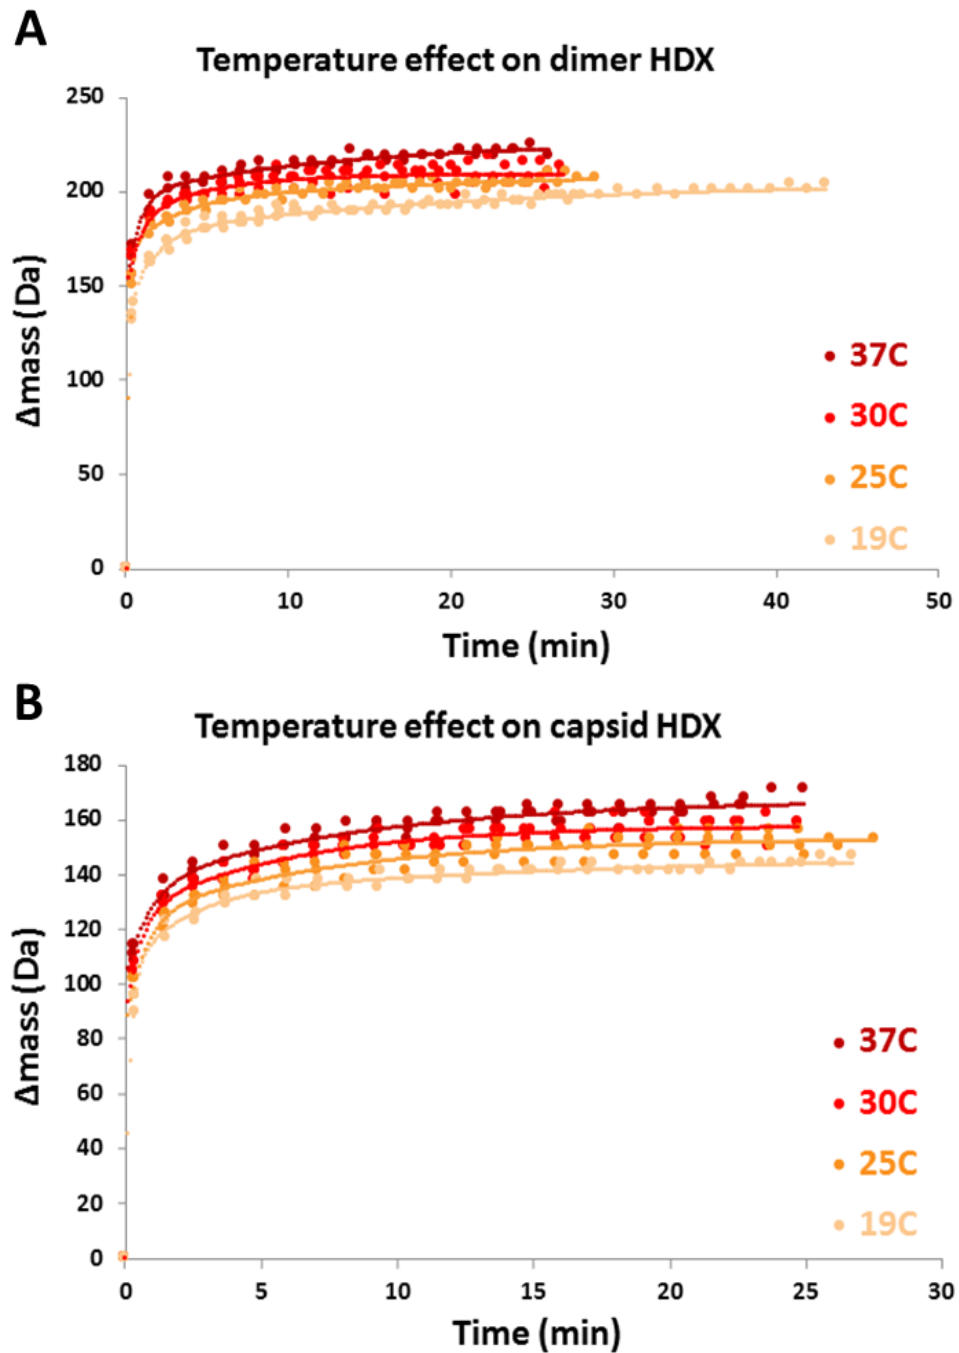 A
Temperature effect on dimer HDX
250
200
150
100
50
0
0 10 20 30 40 50
Δmass (Da)
Time (min)
37C
30C
25C
19C
B
Temperature effect on capsid HDX
180
160
140
120
100
80
60
40
20
0
0 5 10 15 20 25 30
Δmass (Da)
Time (min)
37C
30C
25C
19C